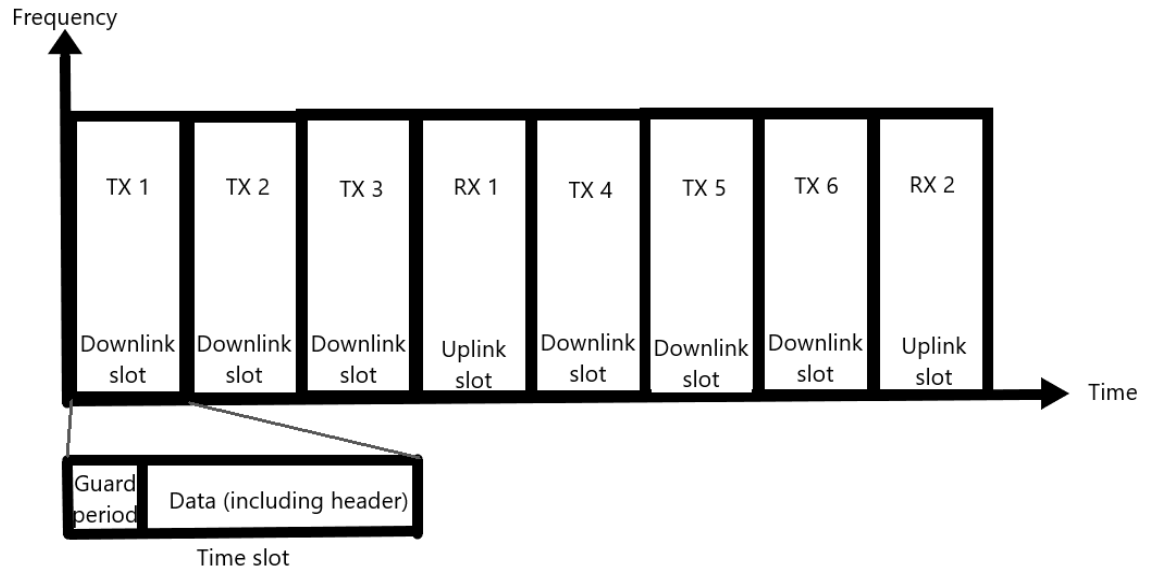 Frequency
TX 1
TX 2
TX 3
RX 1
TX 4
TX 5
TX 6
RX 2
Downlink
slot
Downlink
slot
Downlink
slot
Uplink
slot
Downlink
slot
Downlink
slot
Downlink
slot
Uplink
slot
Time
Guard
period
Data (including header)
Time slot